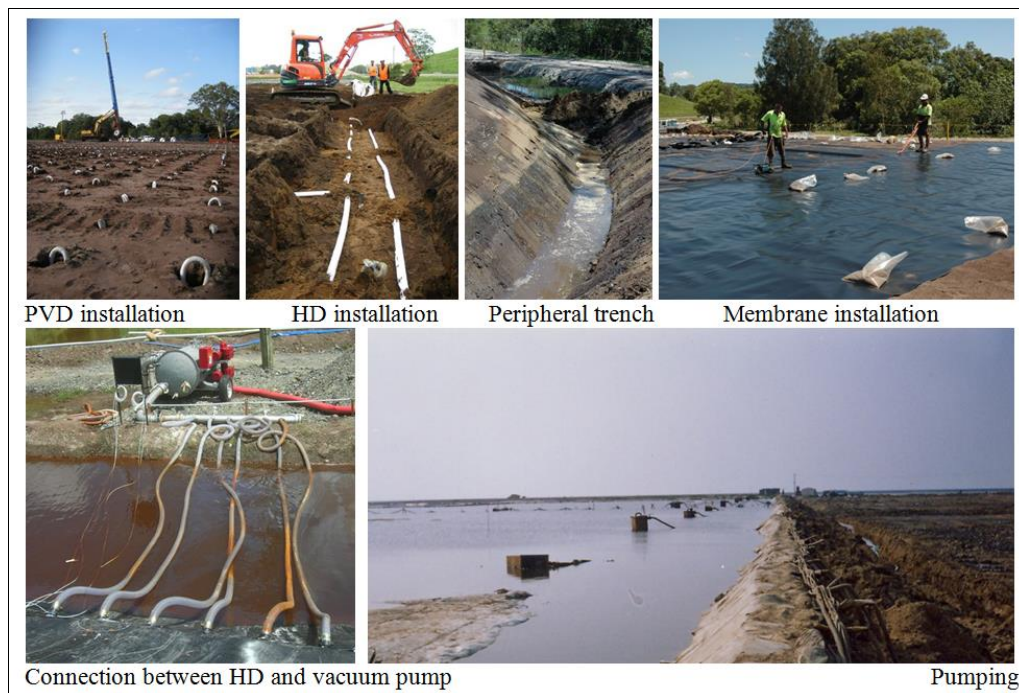 PVD installation
HD installation
Peripheral trench
Membrane installation
Connection between HD and vacuum pump
Pumping